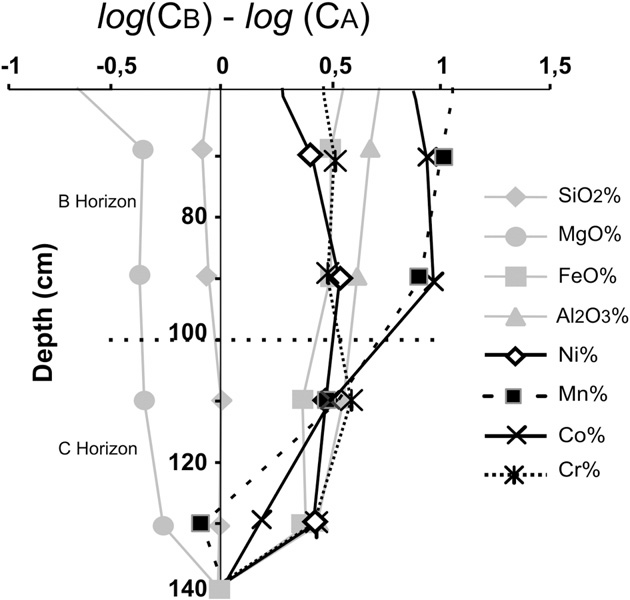 log(CB) - log (CA)
-1 -0,5 0 0,5 1 1,5
B Horizon
80
Depth (cm)
100
C Horizon
120
140
SiO2%
MgO%
FeO%
Al2O3%
Ni%
Mn%
Co%
Cr%